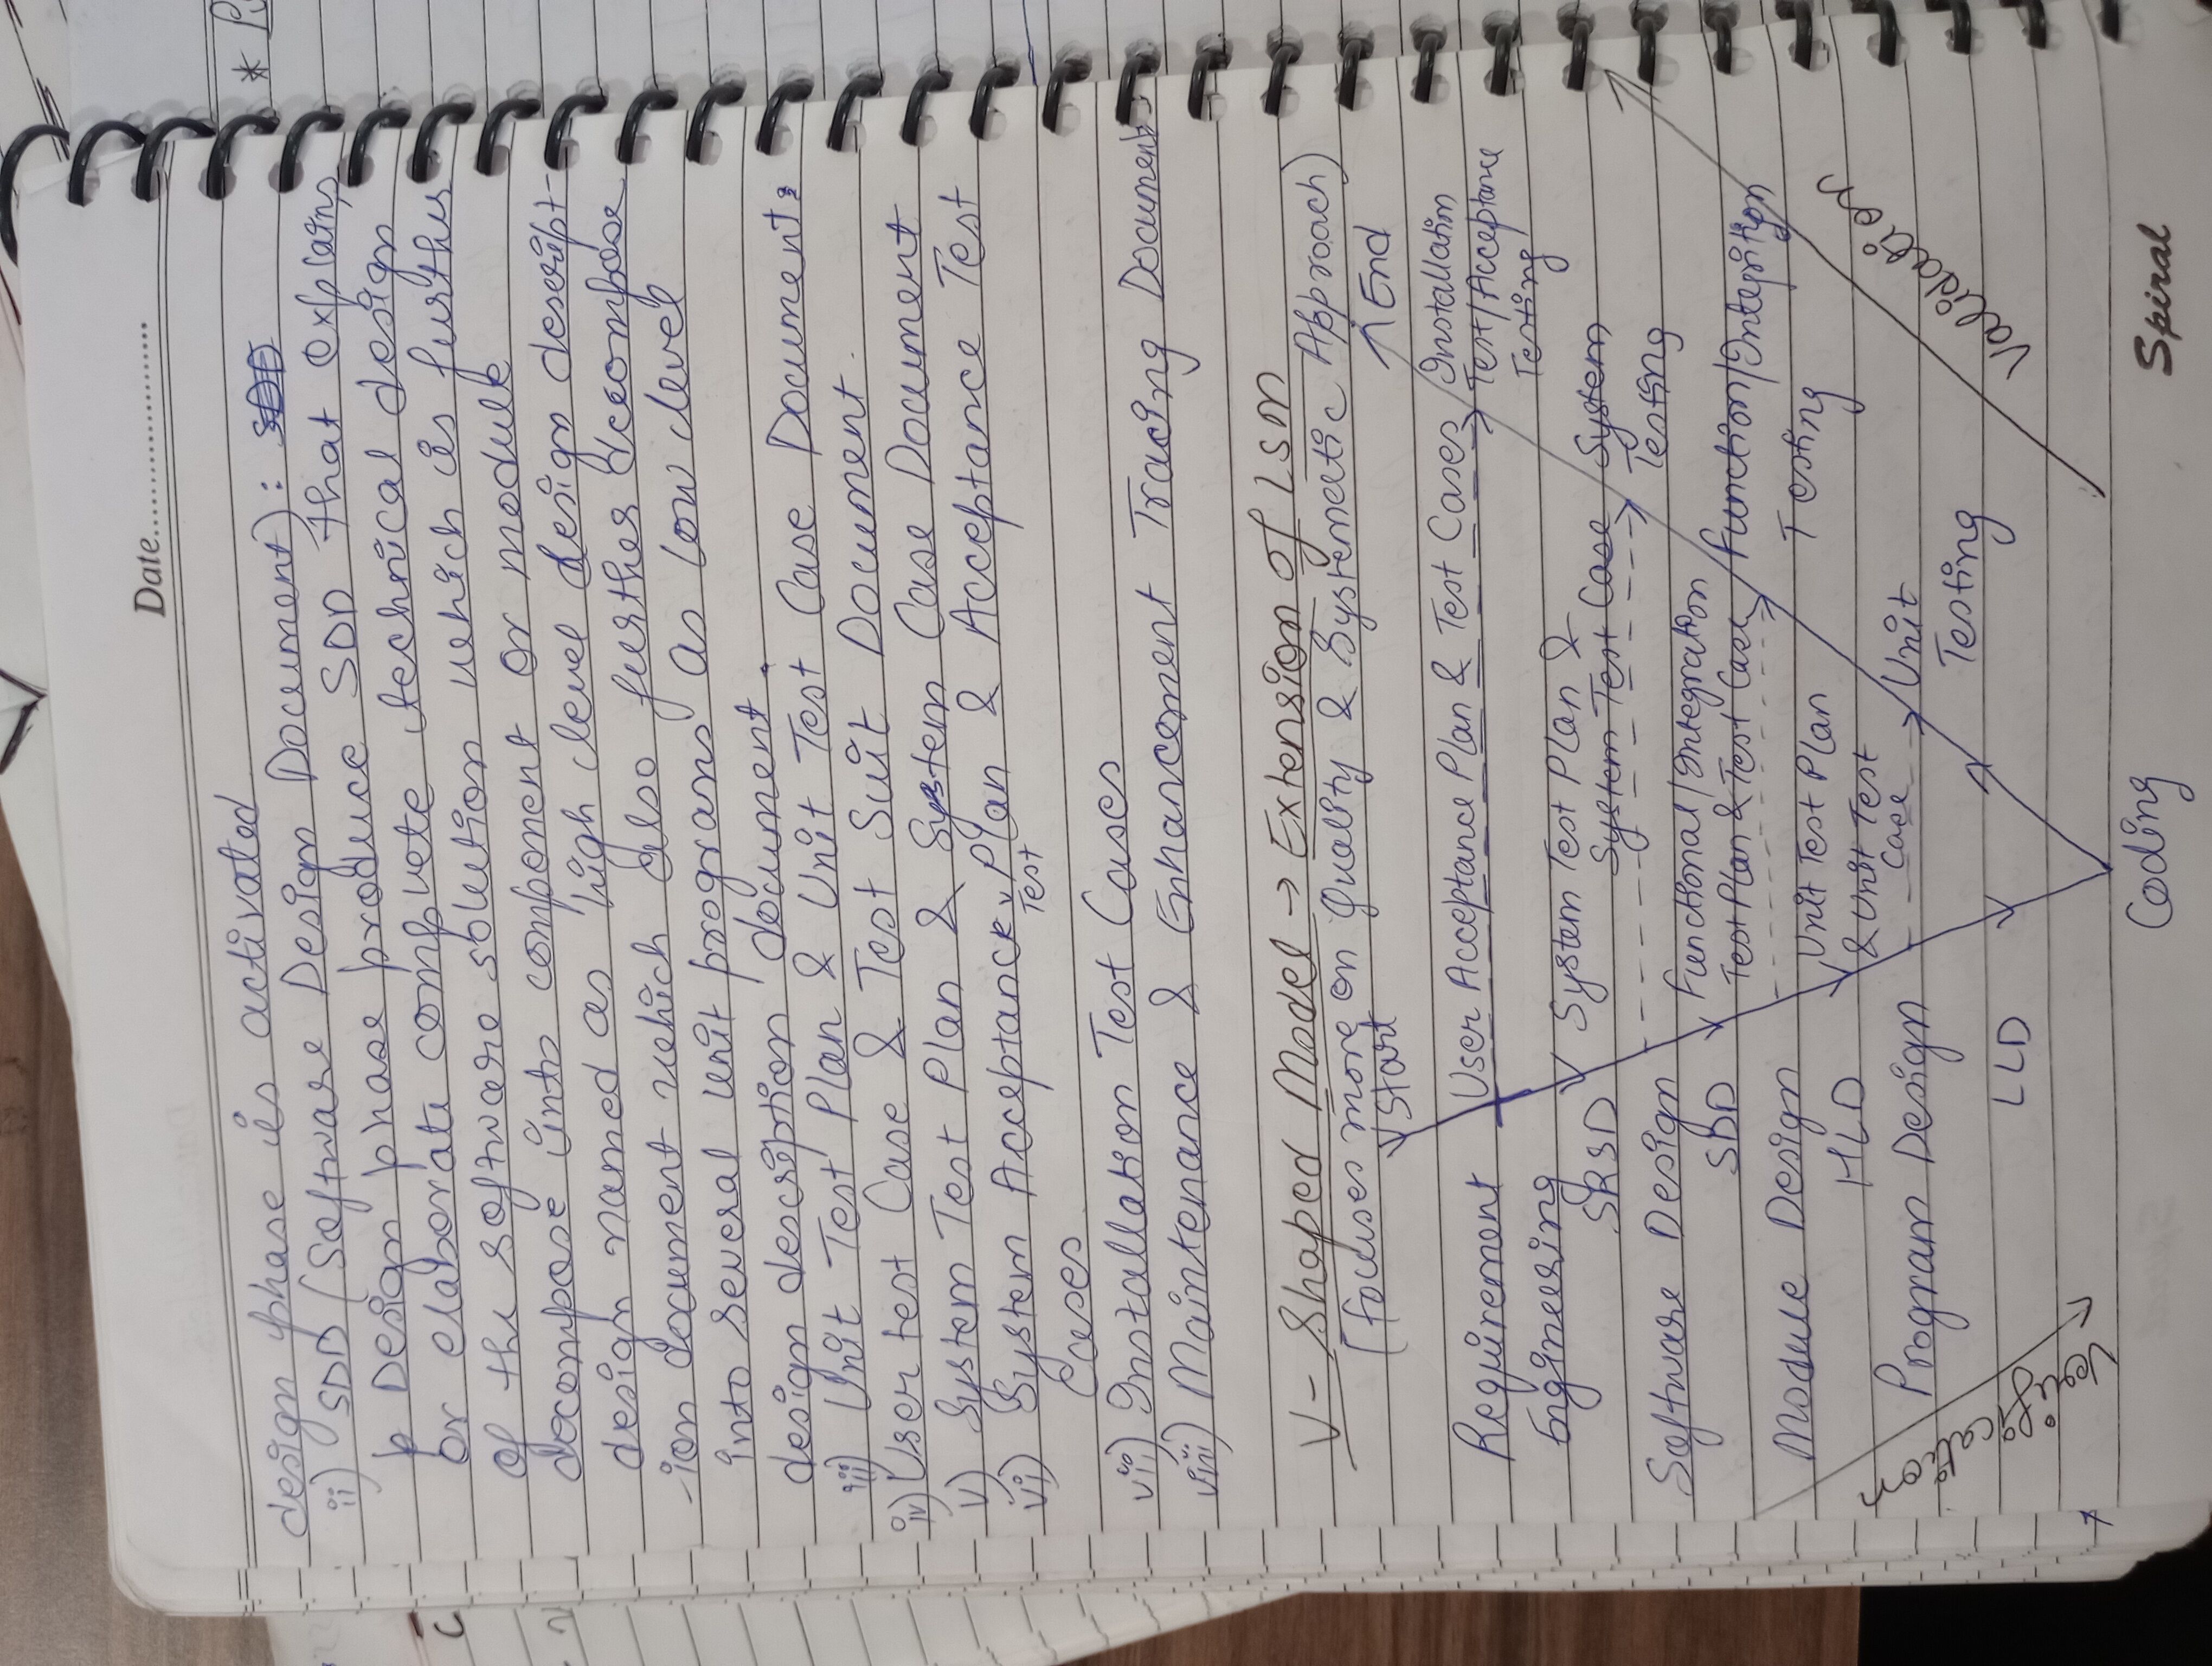 Date
design phase is activated
ii) SDD (Software Design Document):
Design phase produce SDD that explains
or elaborate complete technical design
of the software solution which is further
decompose into component or module
design named as high level design descript-
-ion document which also further decompose
into several unit programs as low level
design description document.
iii) Unit Test Plan & Unit Test Case Document
iv) User test Case & Test Suit Document.
v) System Test Plan & System Case Document
vi) System Acceptance Test Plan & Acceptance Test
Cases
vii) Installation Test Cases
viii) Maintenance & Enhancement Tracing Document
V-Shaped Model → Extension of LSM
(Focuses more on Quality & Systematic Approach)
Start
End
Requirement
Engineering
SRSD
User Acceptance Plan & Test Cases
Installation
Test/Acceptance
Testing
System Test Plan &
System Test Case
System
Testing
Software Design
SDD
Functional/Integration
Test Plan & Test Case
Function/Integrition
Testing
Module Design
HLD
Unit Test Plan
& Unit Test
Case
Unit
Testing
Program Design
LLD
Coding
Verification
Validation
Spiral